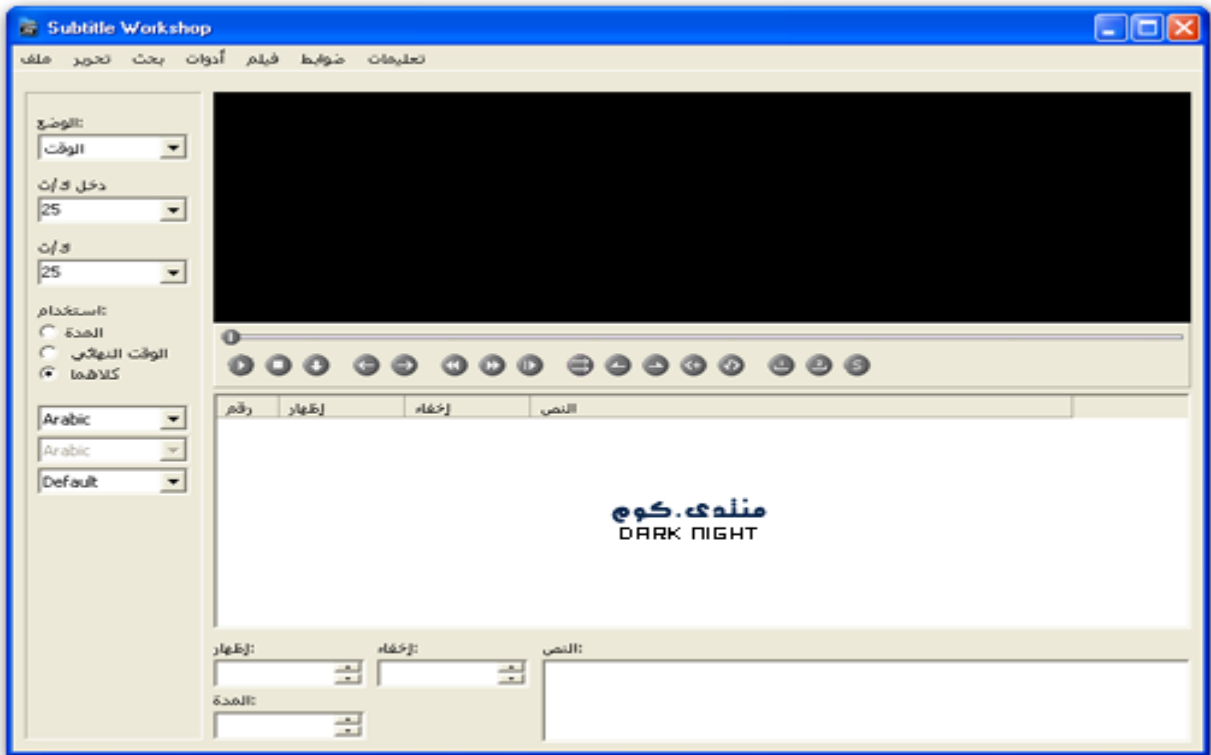 Subtitle Workshop
ملف تحرير بحث أدوات فيلم ضوابط تعليمات
الوضع:
الوقت
دخل ك/ث
25
ك/ث
25
استخدام:
المدة
الوقت النهائي
كلاهما
Arabic
Arabic
Default
رقم إظهار إخفاء النص
منتدى.كوم
DARK NIGHT
إظهار: إخفاء: النص:
المدة: